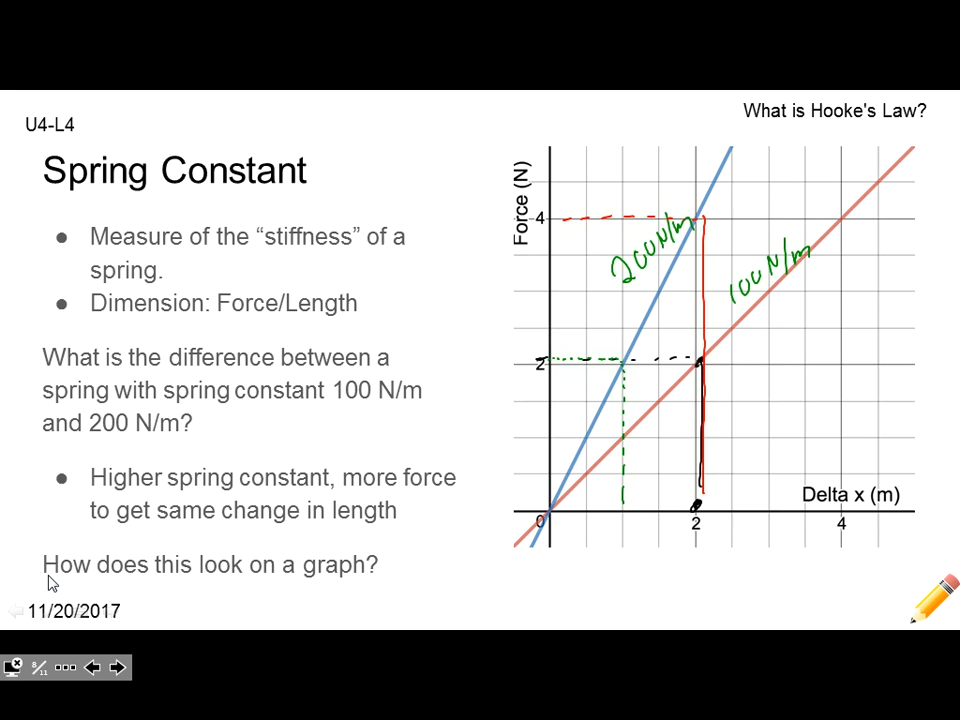 What is Hooke's Law?
U4-L4
Spring Constant
● Measure of the “stiffness” of a
spring.
● Dimension: Force/Length
What is the difference between a
spring with spring constant 100 N/m
and 200 N/m?
● Higher spring constant, more force
to get same change in length
How does this look on a graph?
11/20/2017
Force (N)
4
2
0
2
4
Delta x (m)
200N/m
100N/m
8/11